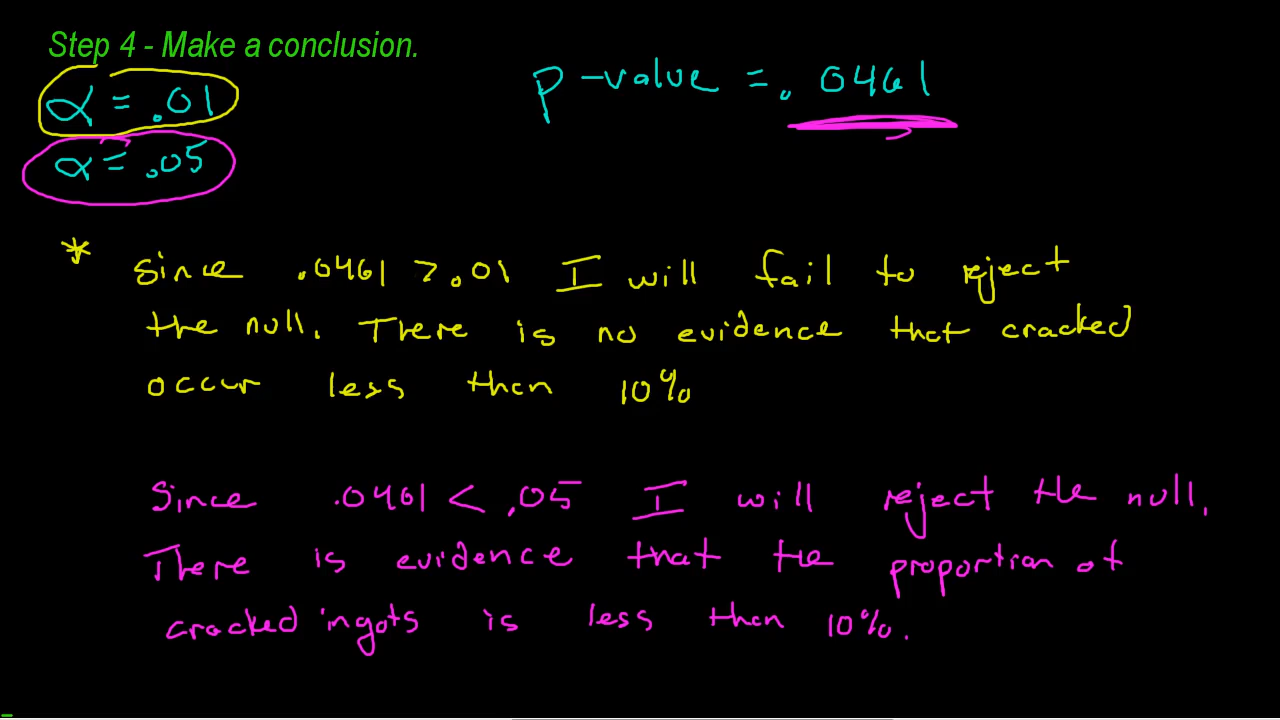 Step 4 - Make a conclusion.
α = .01
p-value = .0461
α = .05
* Since .0461 > .01 I will fail to reject
the null. There is no evidence that cracked
occur less than 10%
Since .0461 < .05 I will reject the null.
There is evidence that the proportion of
cracked ingots is less than 10%.